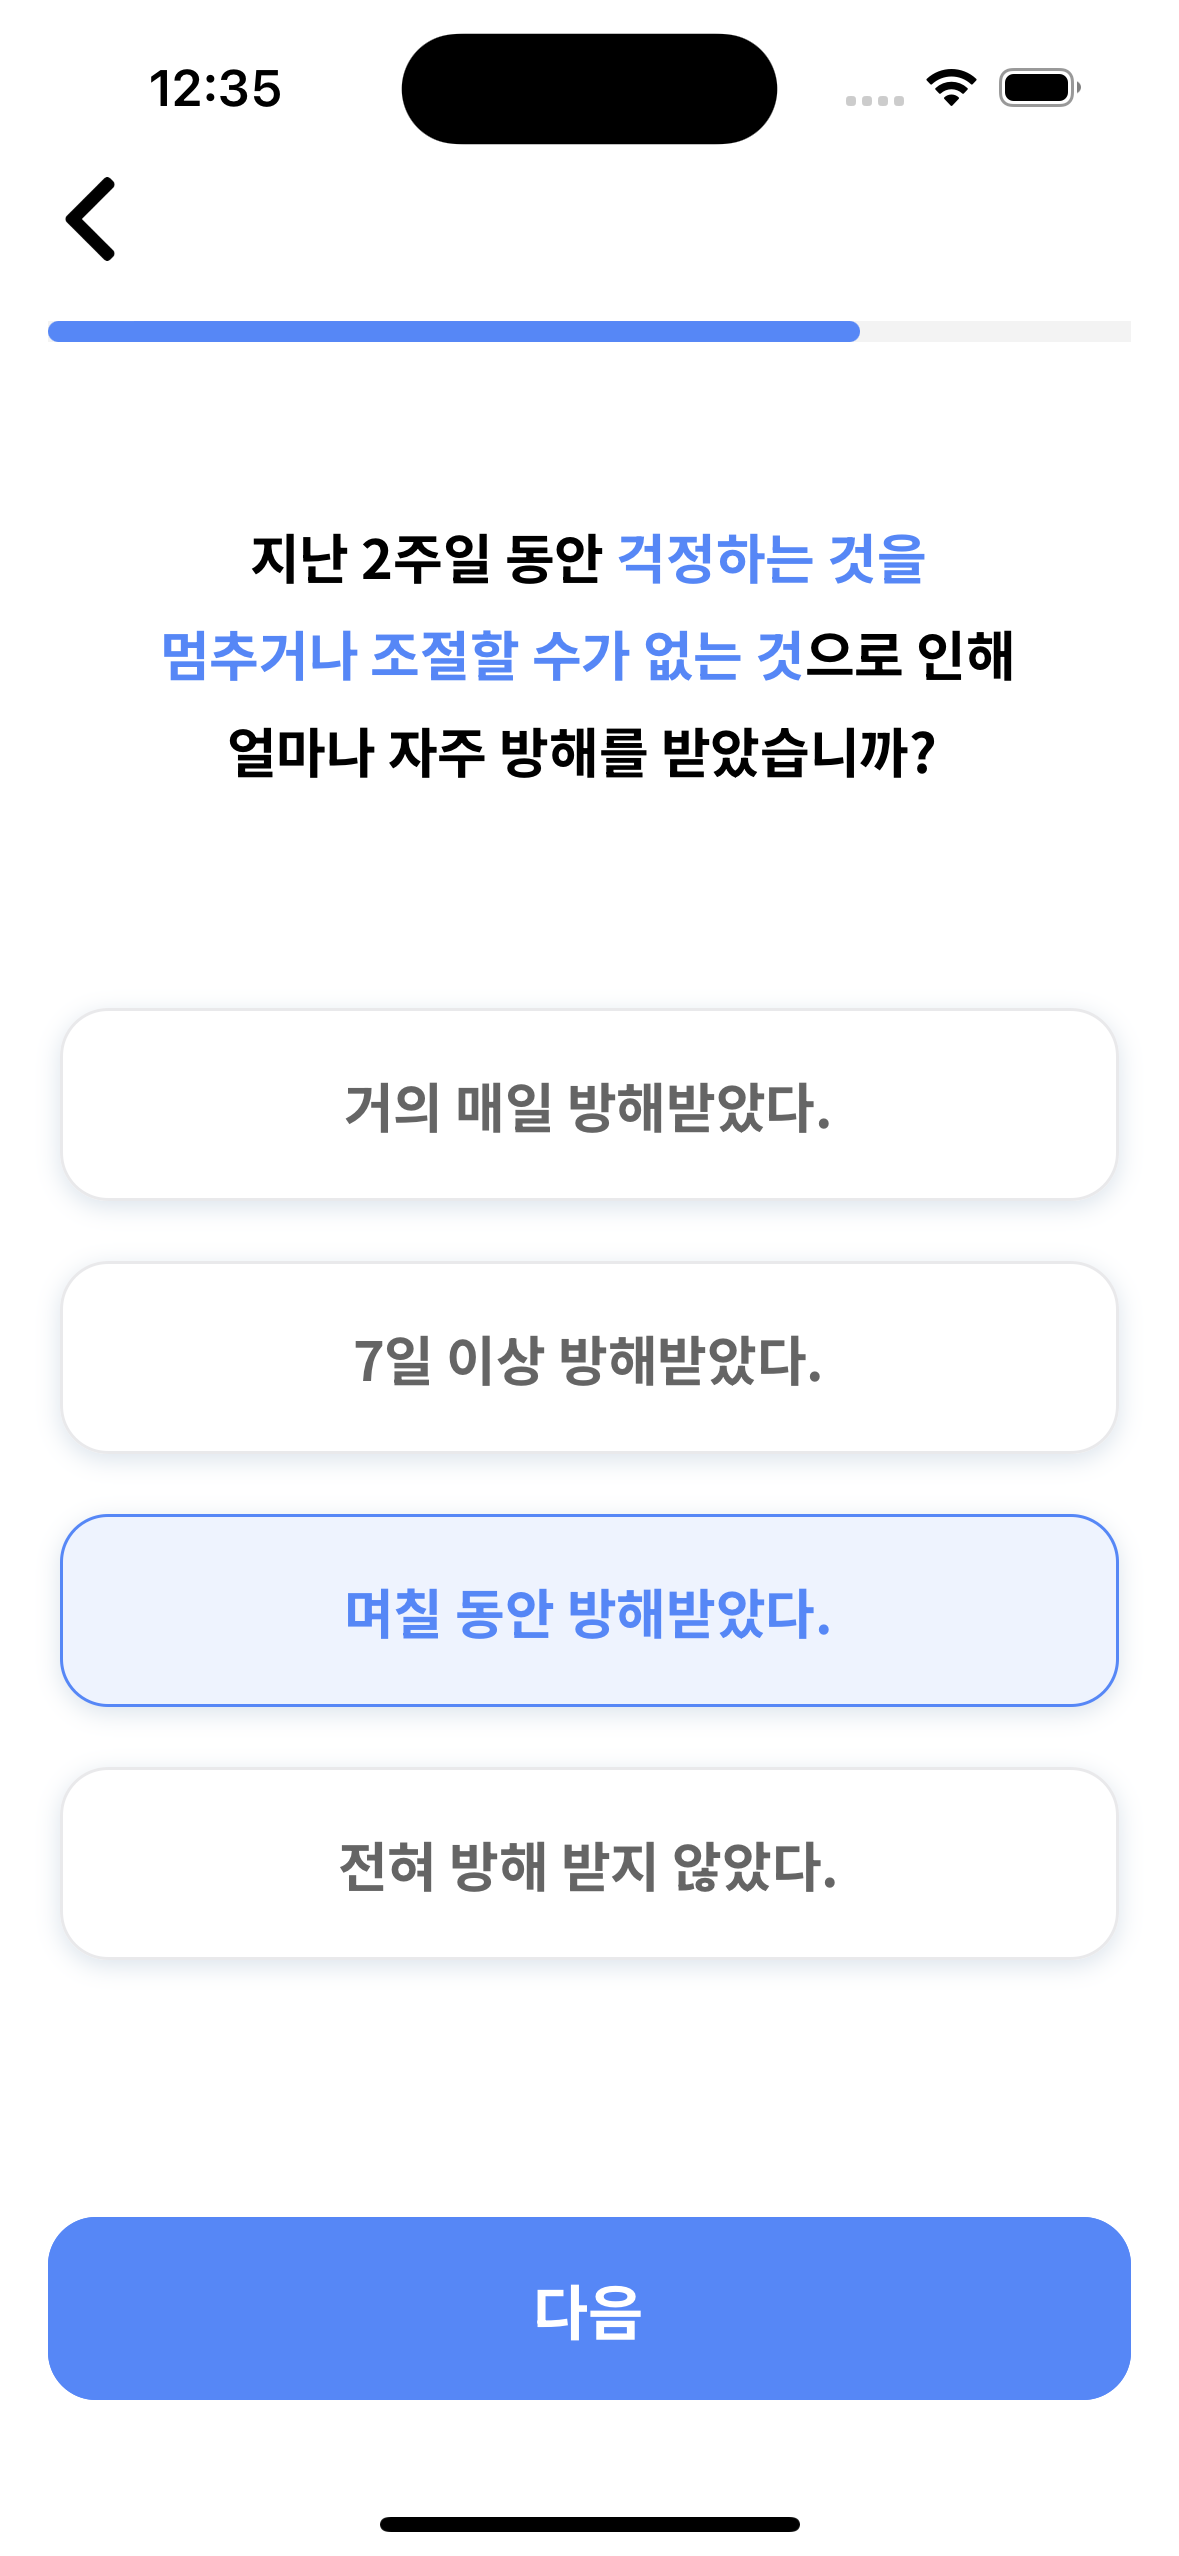 12:35
지난 2주일 동안 걱정하는 것을
멈추거나 조절할 수가 없는 것으로 인해
얼마나 자주 방해를 받았습니까?
거의 매일 방해받았다.
7일 이상 방해받았다.
며칠 동안 방해받았다.
전혀 방해 받지 않았다.
다음